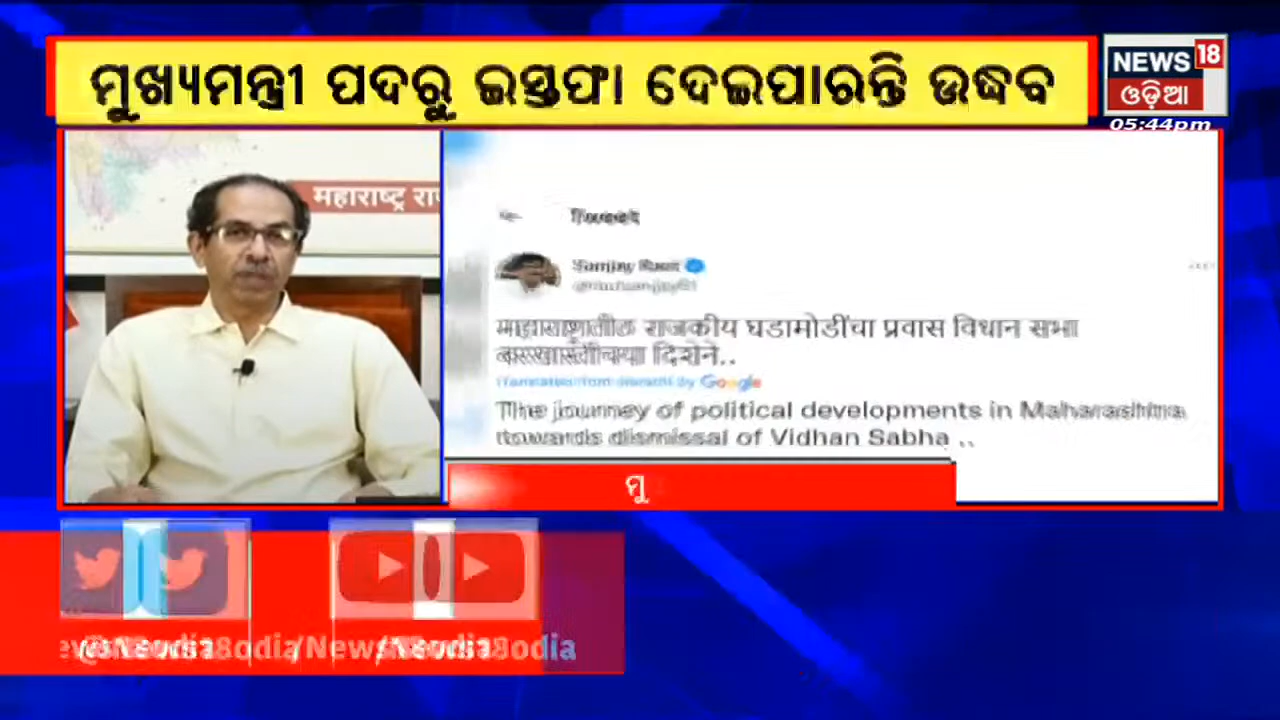 ମୁଖ୍ୟମନ୍ତ୍ରୀ ପଦରୁ ଇସ୍ତଫା ଦେଇପାରନ୍ତି ଉଦ୍ଧବ
NEWS 18
ଓଡ଼ିଆ
05:44pm
महाराष्ट्र
Tweet
Sanjay Raut
महाराष्ट्रातील राजकीय घडामोडींचा प्रवास विधान सभा
बरखास्तीच्या दिशेने..
Translated from Marathi by Google
The journey of political developments in Maharashtra
towards dismissal of Vidhan Sabha ..
ମୁ